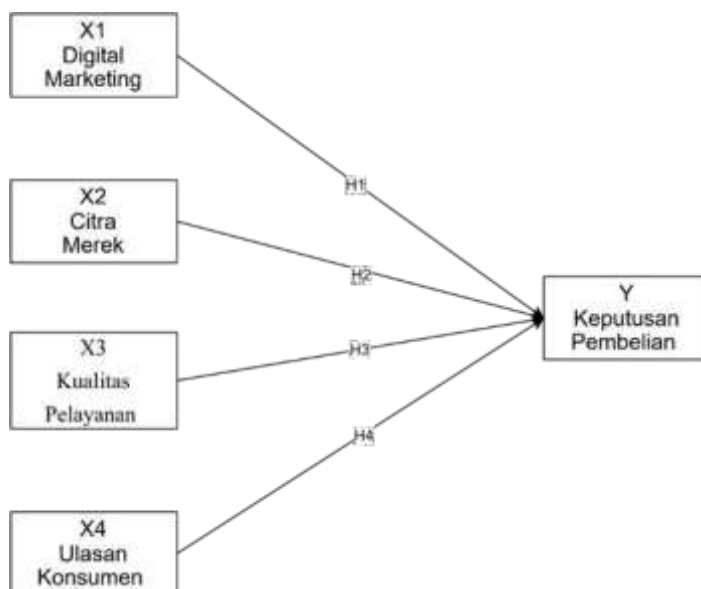 X1
Digital
Marketing
H1
X2
Citra
Merek
H2
Y
Keputusan
Pembelian
X3
Kualitas
Pelayanan
H3
H4
X4
Ulasan
Konsumen